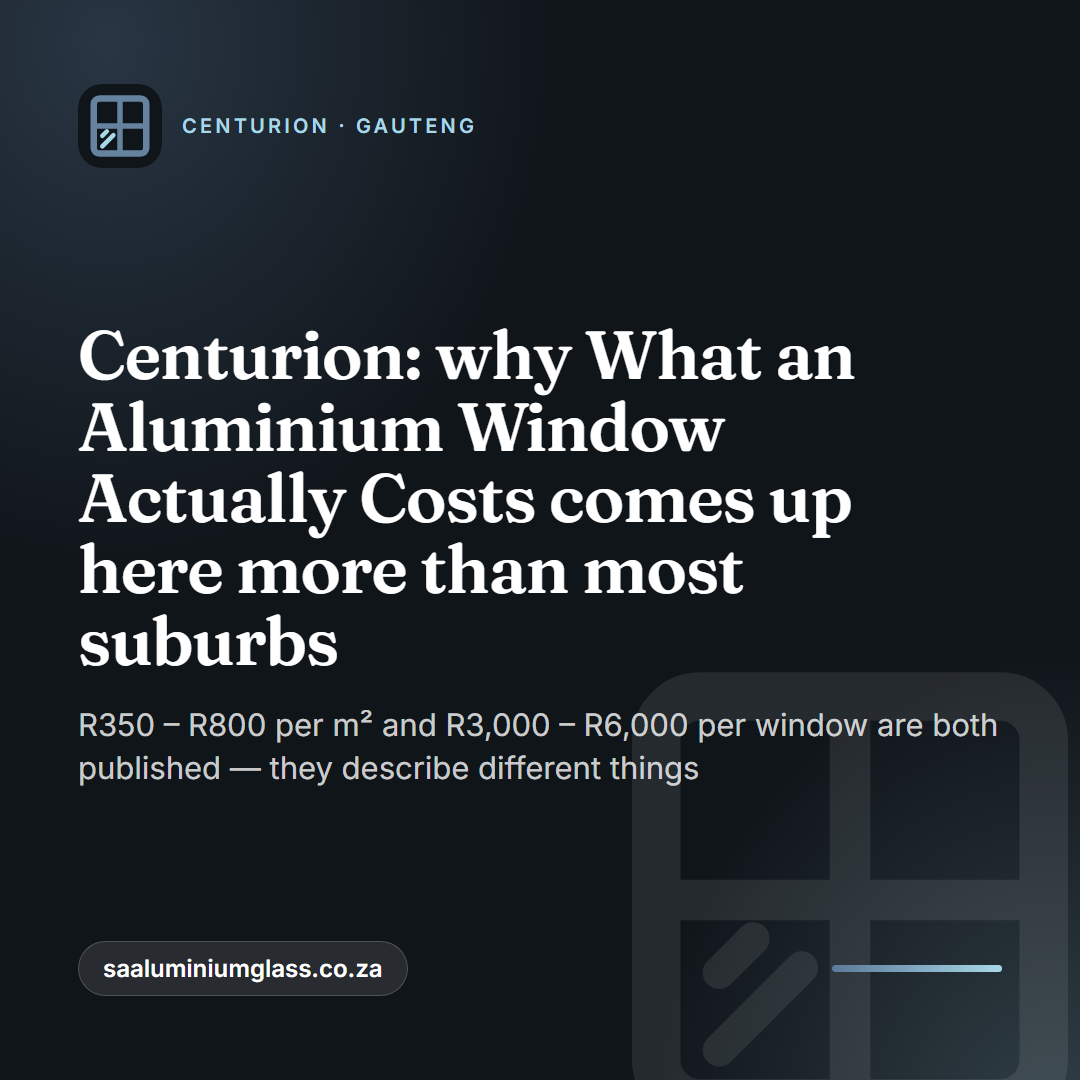 CENTURION · GAUTENG
Centurion: why What an
Aluminium Window
Actually Costs comes up
here more than most
suburbs
R350 – R800 per m² and R3,000 – R6,000 per window are both
published — they describe different things
saaluminiumglass.co.za